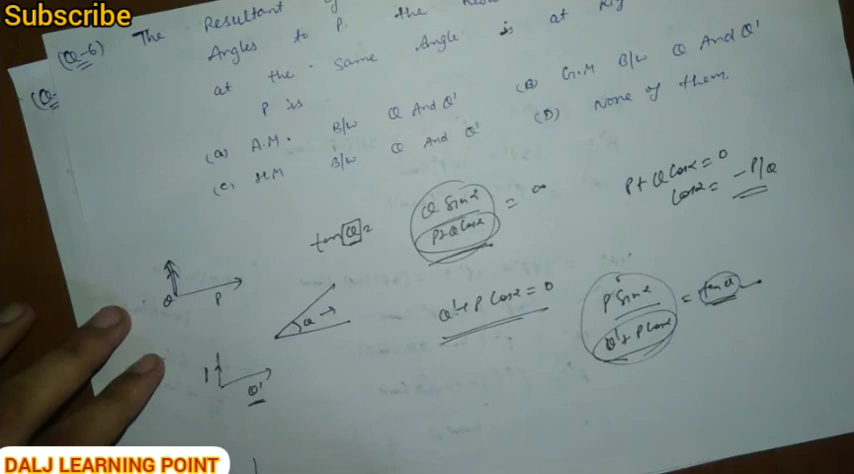 Subscribe
(Q-6) The Resultant
Angles to P. the
at the same Angle is at
P is
(a) A.M. B/w Q And Q' (B) G.M B/w Q And Q'
(c) HM B/w Q And Q' (D) None of them.
P+ Q Cosα = 0
Cosα = -P/Q
tan Q = Q Sinα / P+Q Cosα = ∞
Q P
α
Q'+ P Cosα = 0
P Sinα / Q'+ P Cosα = tan α
Q'
DALJ LEARNING POINT